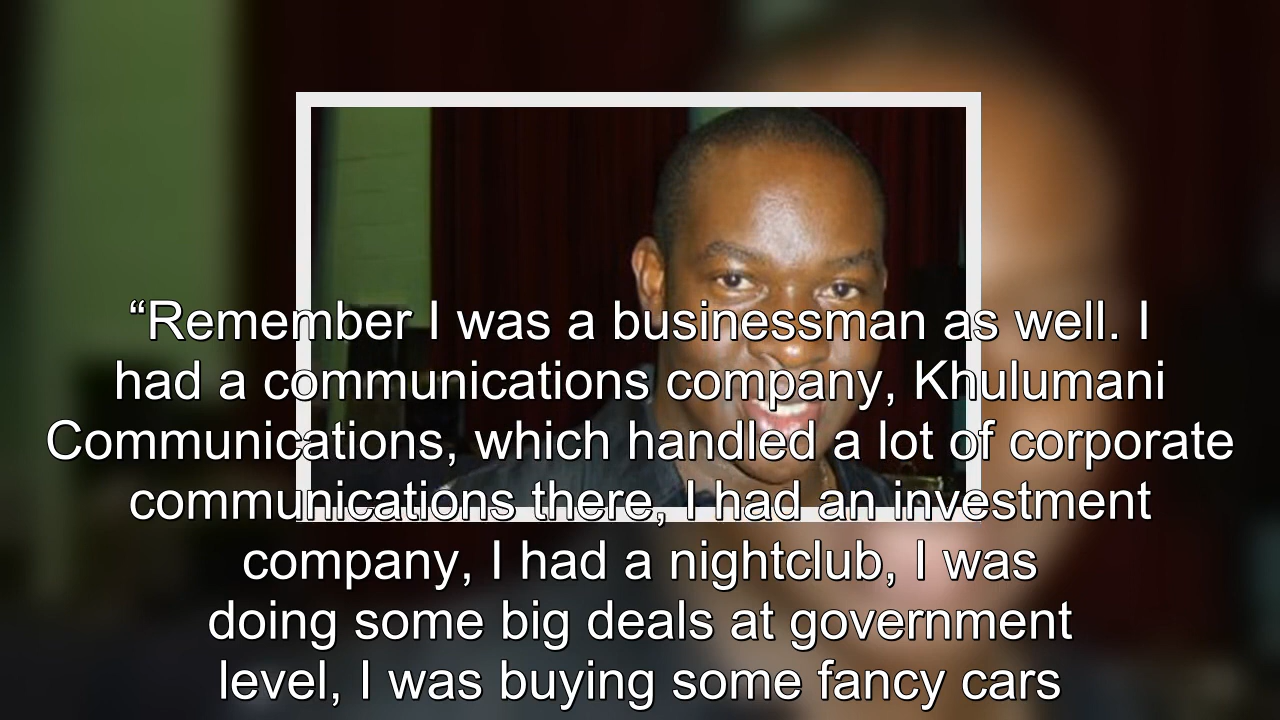 “Remember I was a businessman as well. I
had a communications company, Khulumani
Communications, which handled a lot of corporate
communications there, I had an investment
company, I had a nightclub, I was
doing some big deals at government
level, I was buying some fancy cars